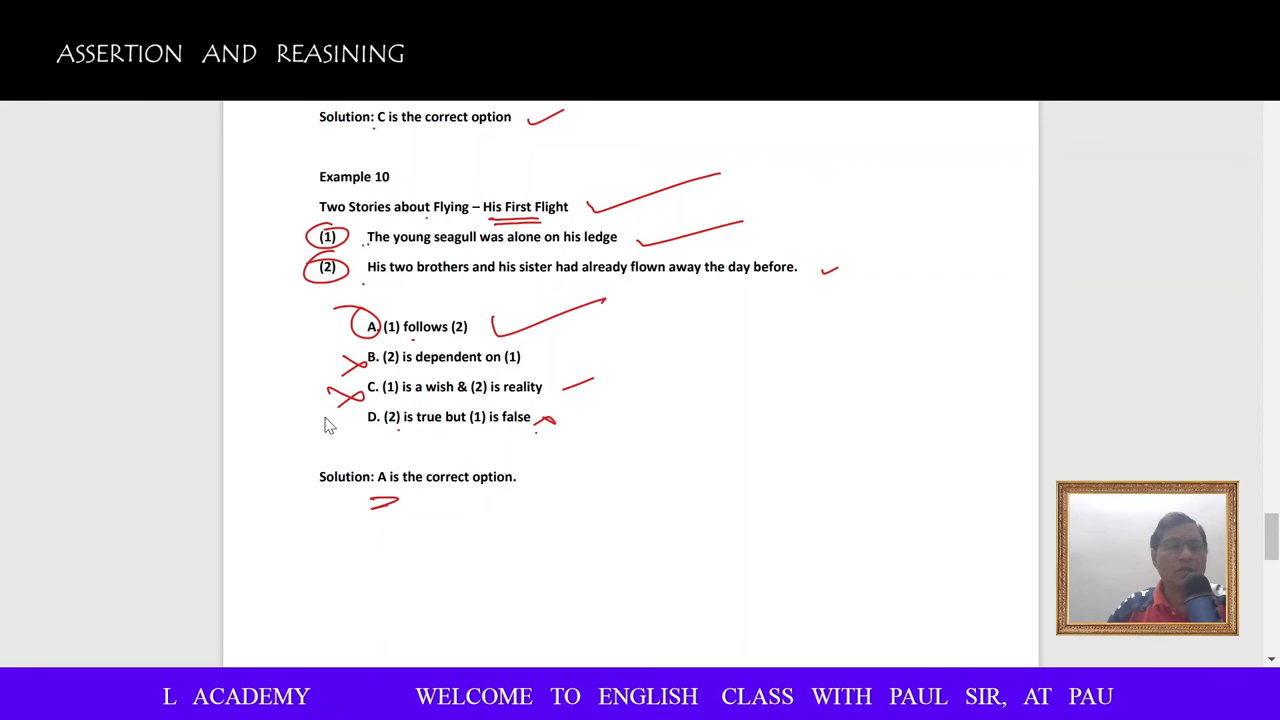 ASSERTION AND REASINING
Solution: C is the correct option
Example 10
Two Stories about Flying – His First Flight
(1) The young seagull was alone on his ledge
(2) His two brothers and his sister had already flown away the day before.
A. (1) follows (2)
B. (2) is dependent on (1)
C. (1) is a wish & (2) is reality
D. (2) is true but (1) is false
Solution: A is the correct option.
L ACADEMY WELCOME TO ENGLISH CLASS WITH PAUL SIR, AT PAU